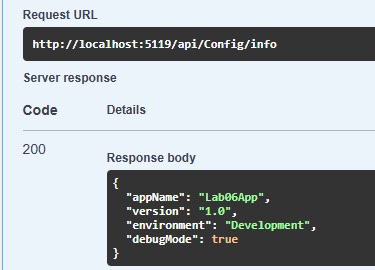 Request URL
http://localhost:5119/api/Config/info
Server response
Code Details
200
Response body
{
  "appName": "Lab06App",
  "version": "1.0",
  "environment": "Development",
  "debugMode": true
}